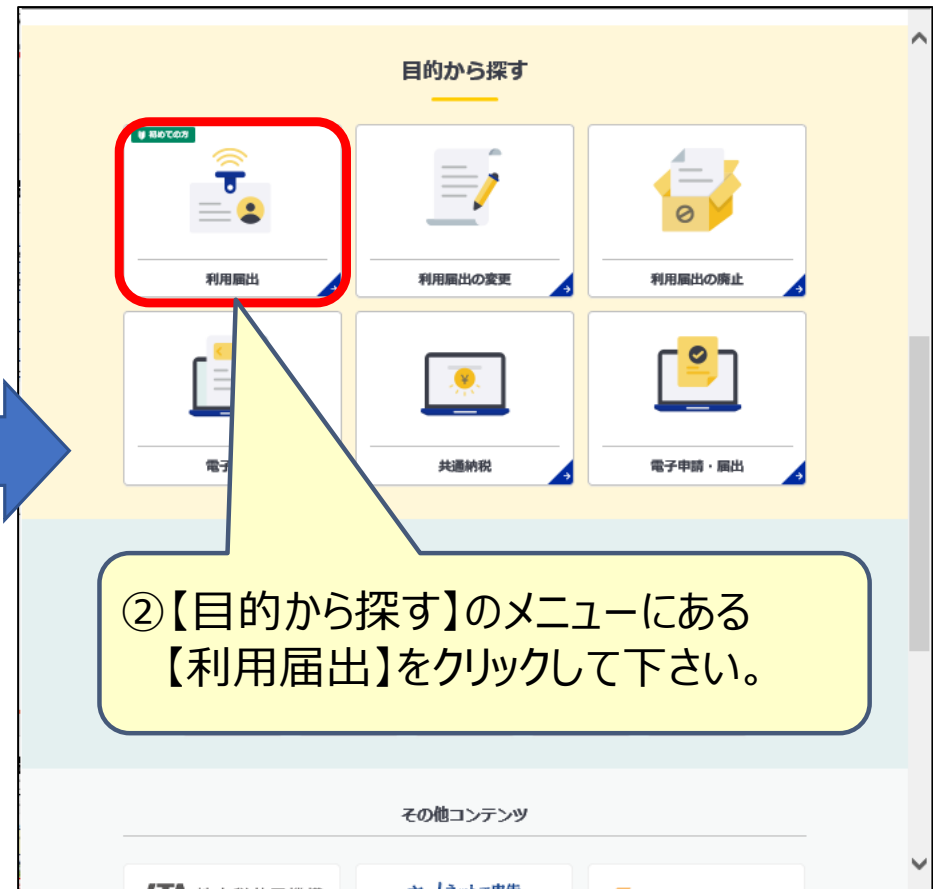 目的から探す
初めての方
利用届出
利用届出の変更
利用届出の廃止
電子
共通納税
電子申請・届出
②【目的から探す】のメニューにある
【利用届出】をクリックして下さい。
その他コンテンツ